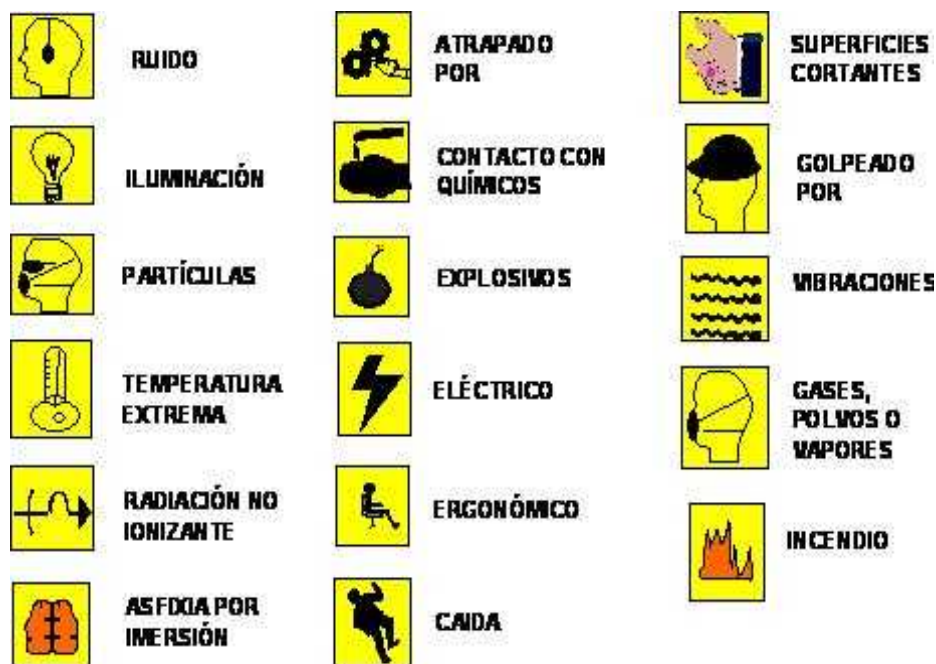 RUIDO
ILUMINACIÓN
PARTÍCULAS
TEMPERATURA
EXTREMA
RADIACIÓN NO
IONIZANTE
ASFIXIA POR
IMERSIÓN
ATRAPADO
POR
CONTACTO CON
QUÍMICOS
EXPLOSIVOS
ELÉCTRICO
ERGONÓMICO
CAIDA
SUPERFICIES
CORTANTES
GOLPEADO
POR
VIBRACIONES
GASES,
POLVOS O
VAPORES
INCENDIO